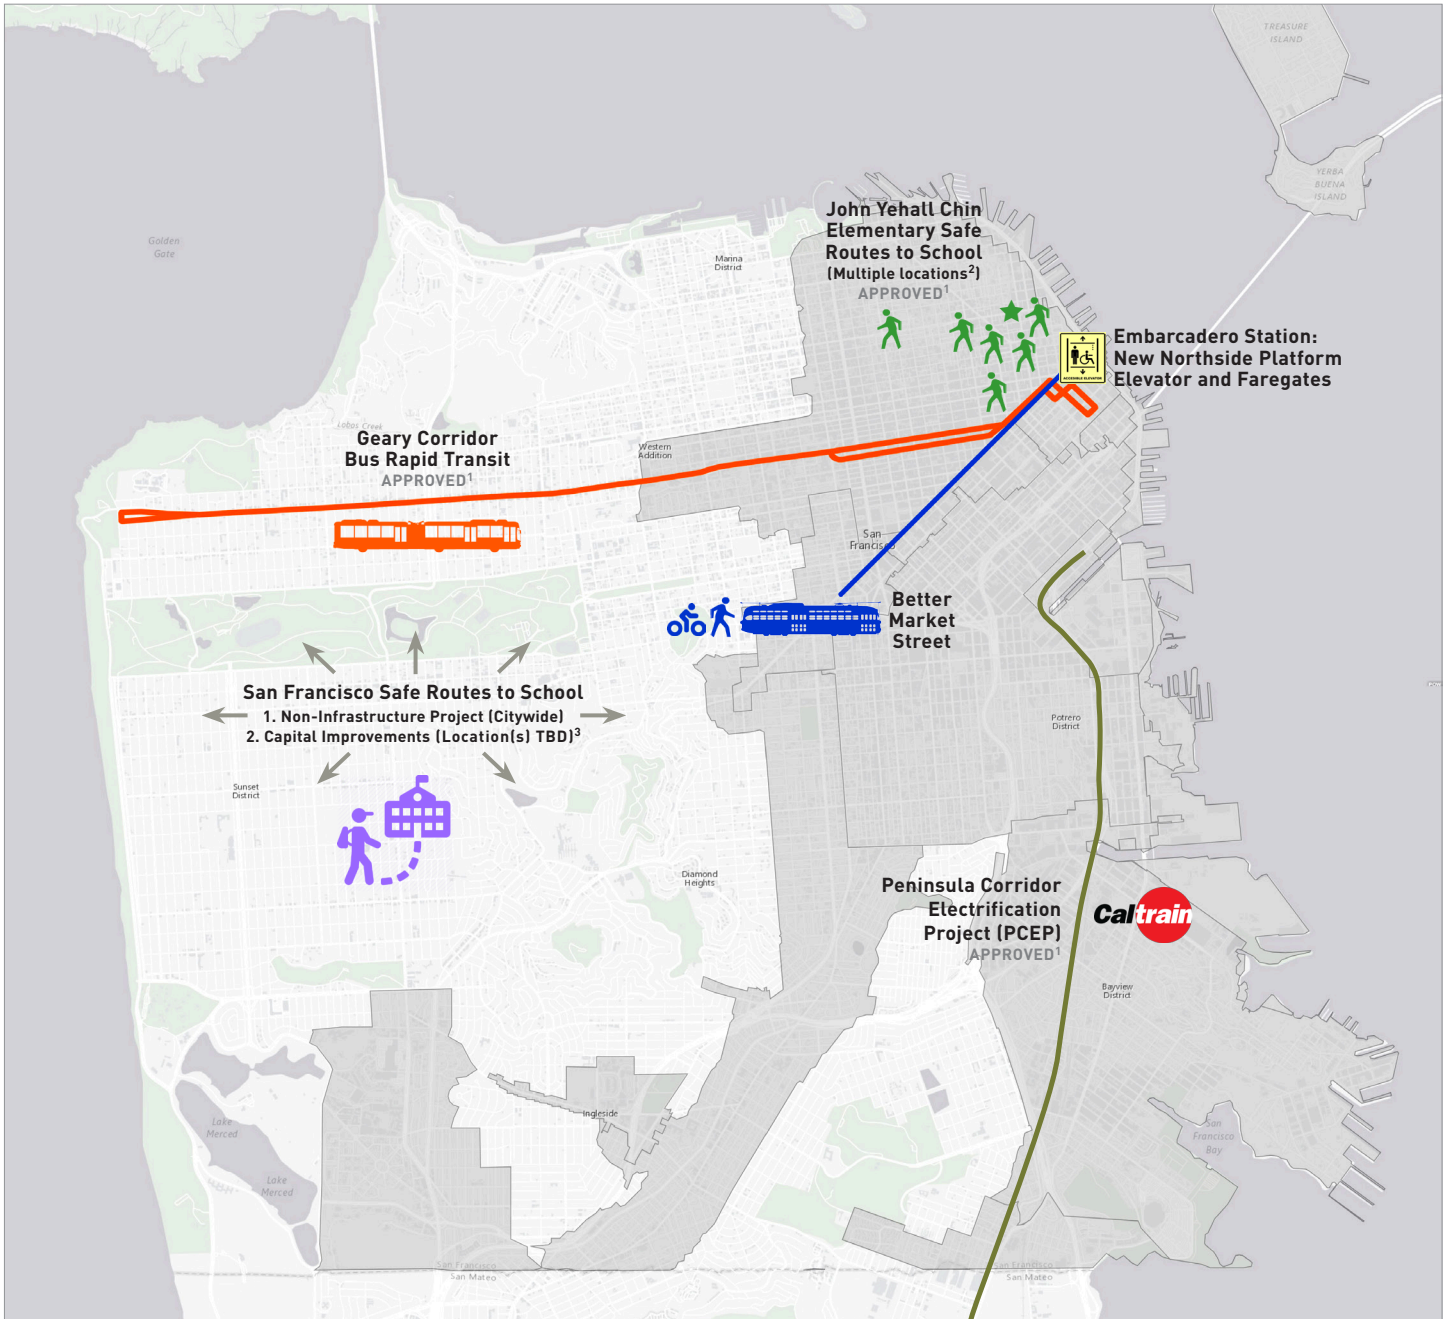 TREASURE
ISLAND
YERBA
BUENA
ISLAND
Golden
Gate
Marina
District
John Yehall Chin
Elementary Safe
Routes to School
(Multiple locations²)
APPROVED¹
Embarcadero Station:
New Northside Platform
Elevator and Faregates
ACCESSIBLE ELEVATOR
Lobos Creek
Geary Corridor
Bus Rapid Transit
APPROVED¹
Western
Addition
San
Francisco
Better
Market
Street
San Francisco Safe Routes to School
1. Non-Infrastructure Project (Citywide)
2. Capital Improvements (Location(s) TBD)³
Potrero
District
Sunset
District
Diamond
Heights
Peninsula Corridor
Electrification
Project (PCEP)
APPROVED¹
Caltrain
Bayview
District
Ingleside
Lake
Merced
Lake
Merced
San
Francisco
Bay
San Francisco
San Mateo
San Francisco
San Mateo